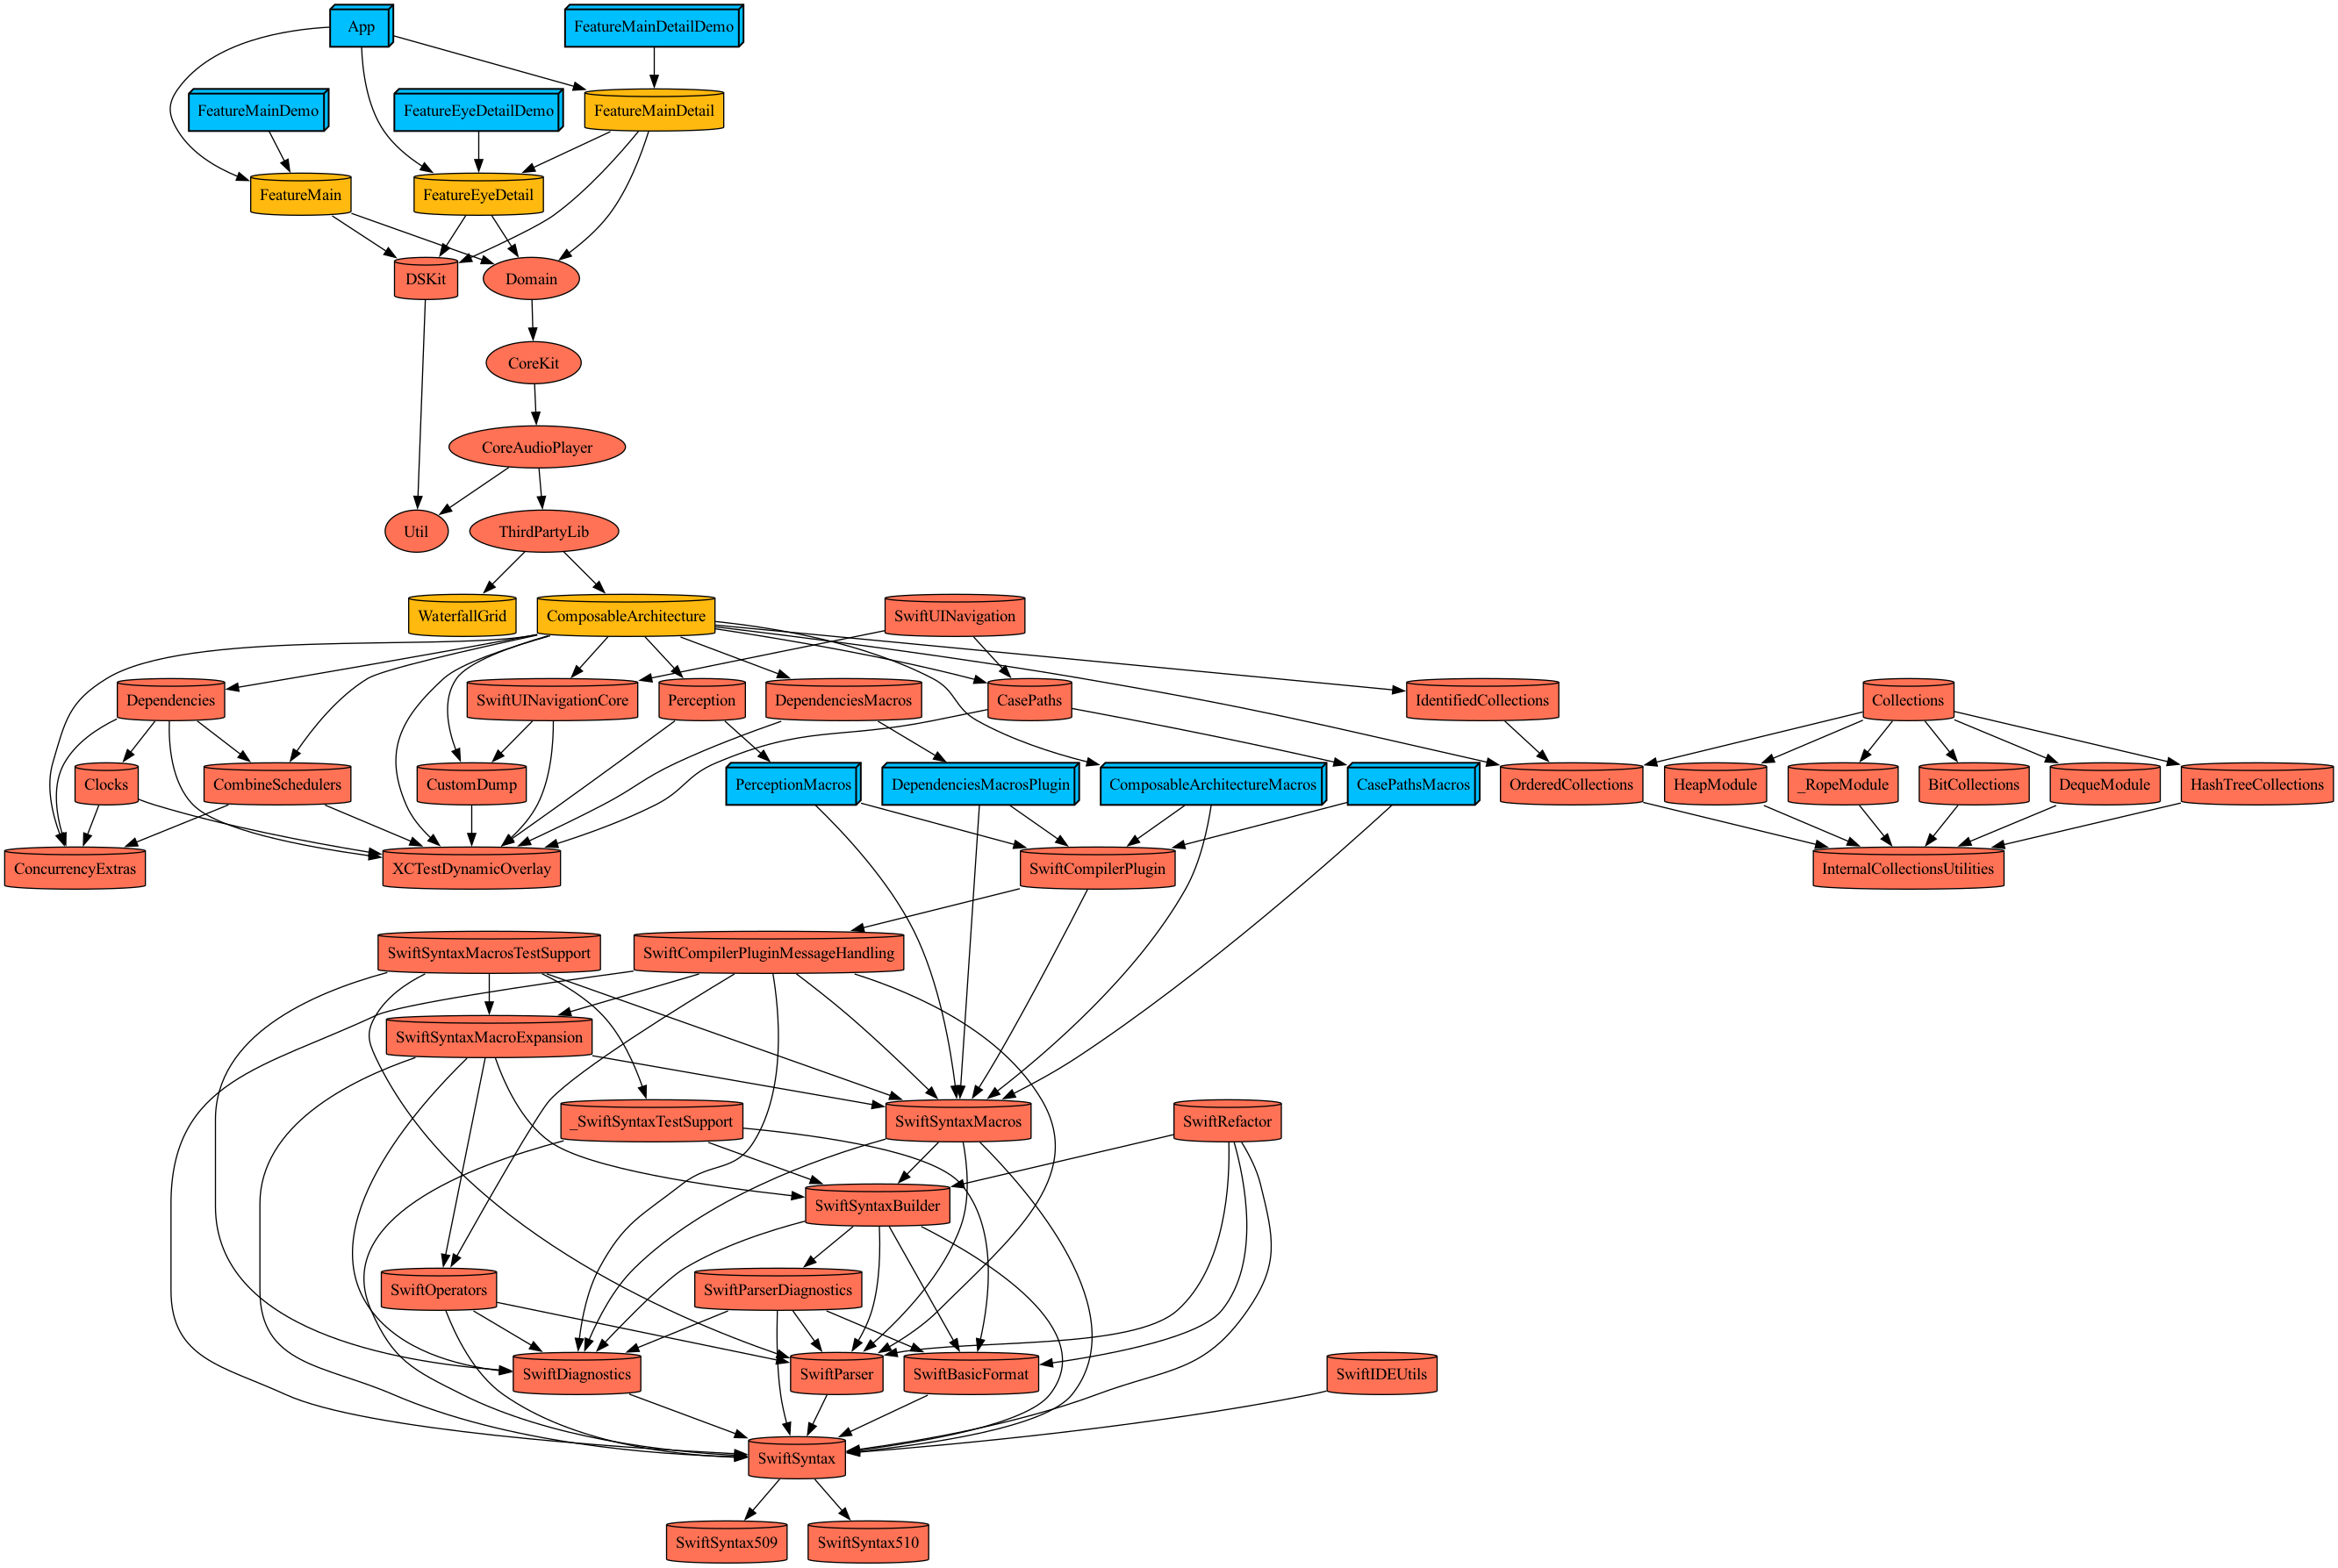 App
FeatureMainDetailDemo
FeatureMainDemo
FeatureEyeDetailDemo
FeatureMainDetail
FeatureMain
FeatureEyeDetail
DSKit
Domain
CoreKit
CoreAudioPlayer
Util
ThirdPartyLib
WaterfallGrid
ComposableArchitecture
SwiftUINavigation
Dependencies
SwiftUINavigationCore
Perception
DependenciesMacros
CasePaths
IdentifiedCollections
Collections
Clocks
CombineSchedulers
CustomDump
PerceptionMacros
DependenciesMacrosPlugin
ComposableArchitectureMacros
CasePathsMacros
OrderedCollections
HeapModule
_RopeModule
BitCollections
DequeModule
HashTreeCollections
ConcurrencyExtras
XCTestDynamicOverlay
SwiftCompilerPlugin
InternalCollectionsUtilities
SwiftSyntaxMacrosTestSupport
SwiftCompilerPluginMessageHandling
SwiftSyntaxMacroExpansion
_SwiftSyntaxTestSupport
SwiftSyntaxMacros
SwiftRefactor
SwiftSyntaxBuilder
SwiftOperators
SwiftParserDiagnostics
SwiftDiagnostics
SwiftParser
SwiftBasicFormat
SwiftIDEUtils
SwiftSyntax
SwiftSyntax509
SwiftSyntax510